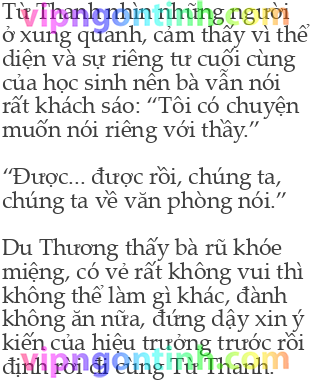 Từ Thanh nhìn những người
vipngontinh.com
ở xung quanh, cảm thấy vì thể
diện và sự riêng tư cuối cùng
của học sinh nên bà vẫn nói
rất khách sáo: “Tôi có chuyện
muốn nói riêng với thầy.”
“Được... được rồi, chúng ta,
chúng ta về văn phòng nói.”
Du Thương thấy bà rũ khóe
miệng, có vẻ rất không vui thì
không thể làm gì khác, đành
không ăn nữa, đứng dậy xin ý
kiến của hiệu trưởng trước rồi
vipngontinh.com
định rời đi cùng Từ Thanh.